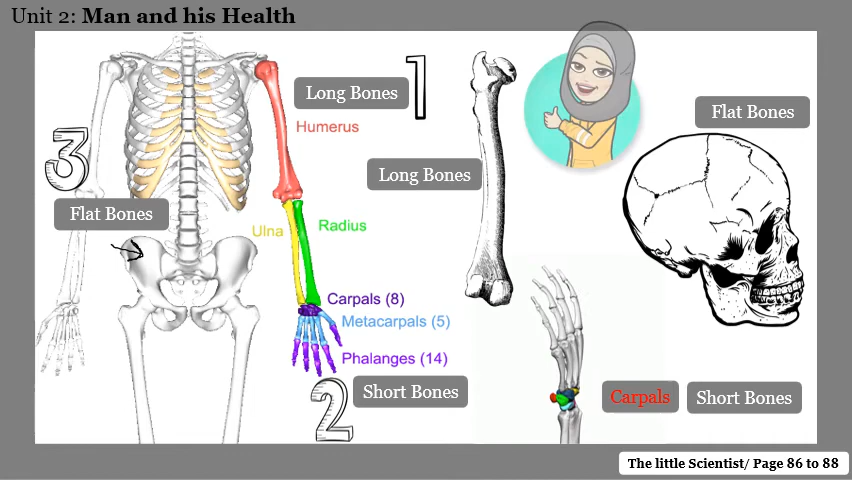 Unit 2: Man and his Health
1
Long Bones
Humerus
Flat Bones
3
Long Bones
Flat Bones
Ulna
Radius
Carpals (8)
Metacarpals (5)
Phalanges (14)
2
Short Bones
Carpals
Short Bones
The little Scientist/ Page 86 to 88